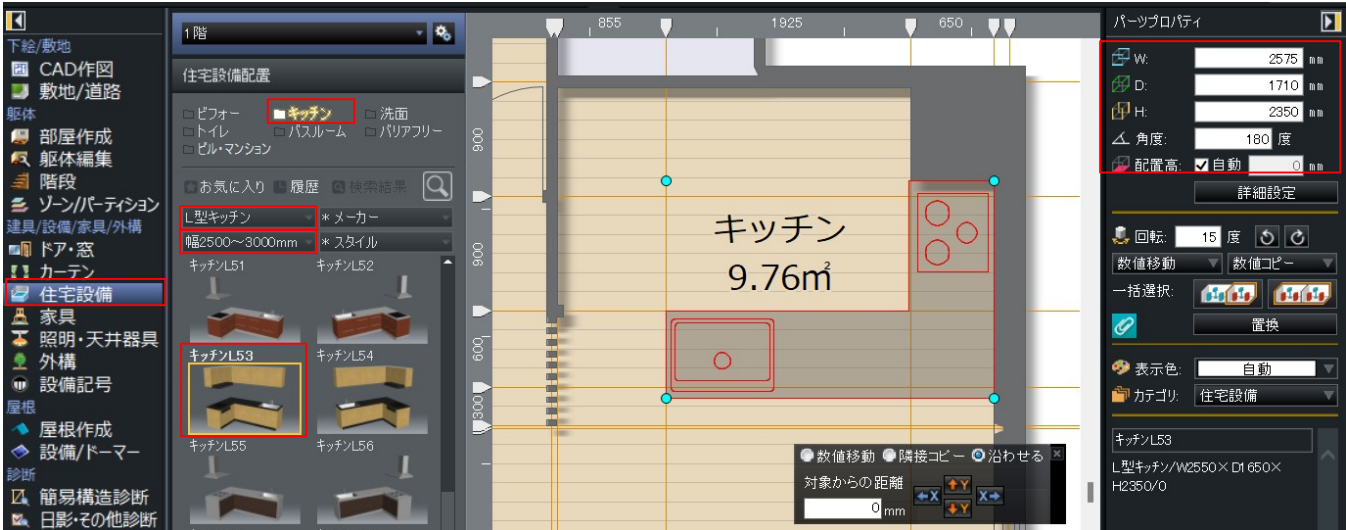 下絵/敷地
CAD作図
敷地/道路
躯体
部屋作成
躯体編集
階段
ゾーン/パーティション
建具/設備/家具/外構
ドア・窓
カーテン
住宅設備
家具
照明・天井器具
外構
設備記号
屋根
屋根作成
設備/ドーマー
診断
簡易構造診断
日影・その他診断
1階
住宅設備配置
ビフォー キッチン 洗面
トイレ バスルーム バリアフリー
ビル・マンション
お気に入り 履歴 検索結果
L型キッチン * メーカー
幅2500～3000mm * スタイル
キッチンL51 キッチンL52
キッチンL53 キッチンL54
キッチンL55 キッチンL56
855 1925 650
900
900
600
300
キッチン
9.76㎡
数値移動 隣接コピー 沿わせる
対象からの距離
0 mm
←X ↑Y ↓Y X→
パーツプロパティ
W: 2575 mm
D: 1710 mm
H: 2350 mm
角度: 180 度
配置高: 自動 0 mm
詳細設定
回転: 15 度
数値移動 数値コピー
一括選択:
置換
表示色: 自動
カテゴリ: 住宅設備
キッチンL53
L型キッチン/W2550×D1650×
H2350/0